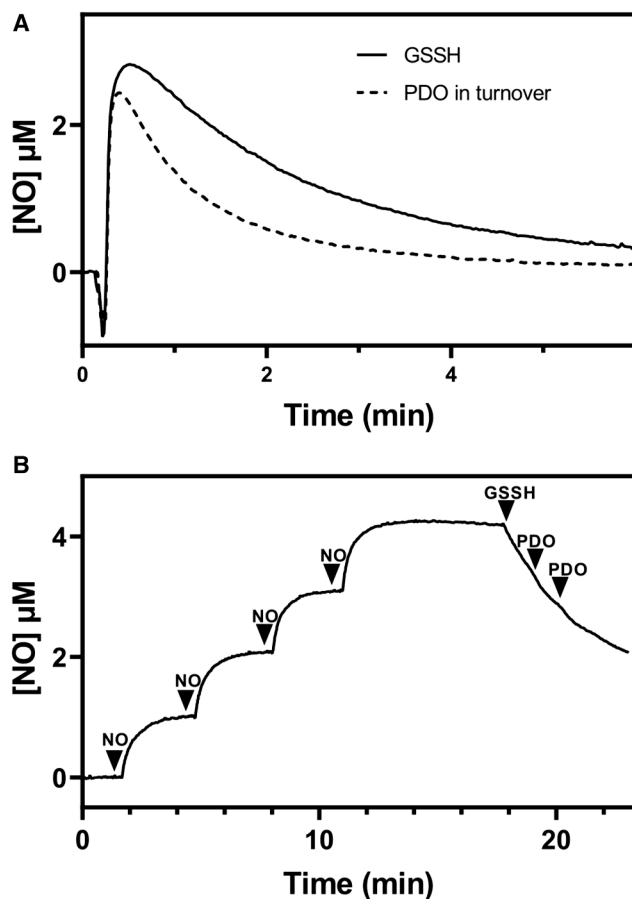 A
GSSH
PDO in turnover
[NO] µM
2
0
0
2
4
Time (min)
B
GSSH
PDO
PDO
NO
NO
NO
NO
[NO] µM
4
2
0
0
10
20
Time (min)